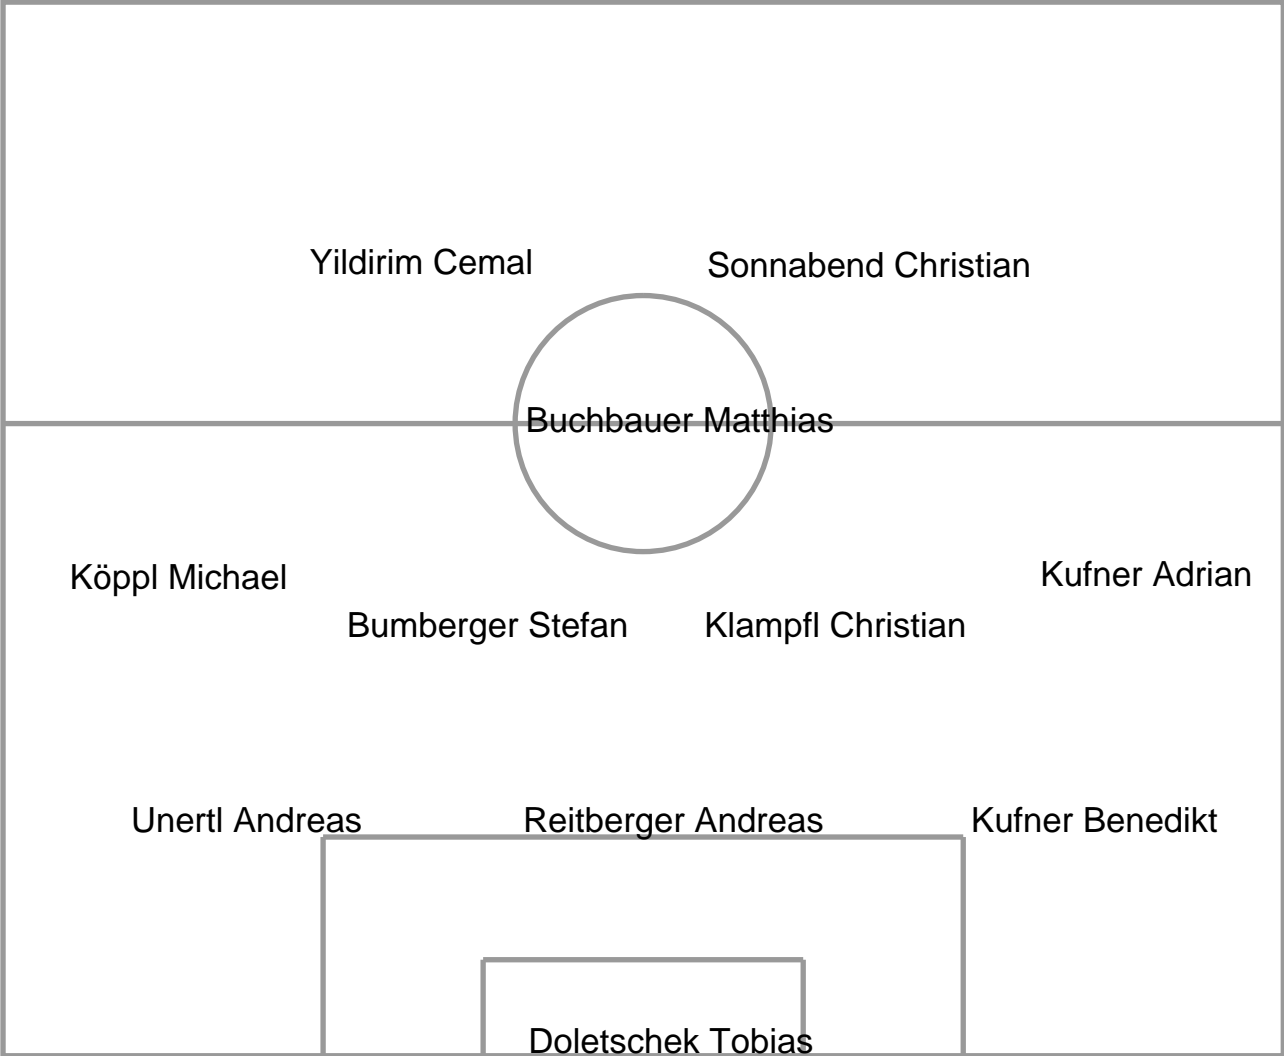 Yildirim Cemal
Sonnabend Christian
Buchbauer Matthias
Köppl Michael
Kufner Adrian
Bumberger Stefan
Klampfl Christian
Unertl Andreas
Reitberger Andreas
Kufner Benedikt
Doletschek Tobias